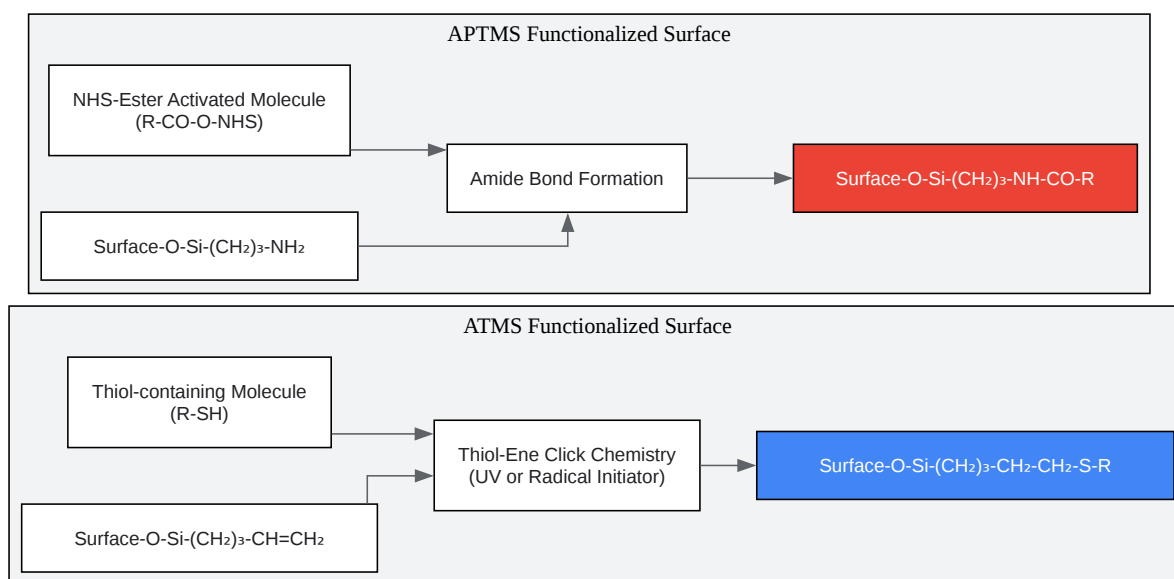 APTMS Functionalized Surface
NHS-Ester Activated Molecule
(R-CO-O-NHS)
Amide Bond Formation
Surface-O-Si-(CH₂)₃-NH-CO-R
Surface-O-Si-(CH₂)₃-NH₂
ATMS Functionalized Surface
Thiol-containing Molecule
(R-SH)
Thiol-Ene Click Chemistry
(UV or Radical Initiator)
Surface-O-Si-(CH₂)₃-CH₂-CH₂-S-R
Surface-O-Si-(CH₂)₃-CH=CH₂